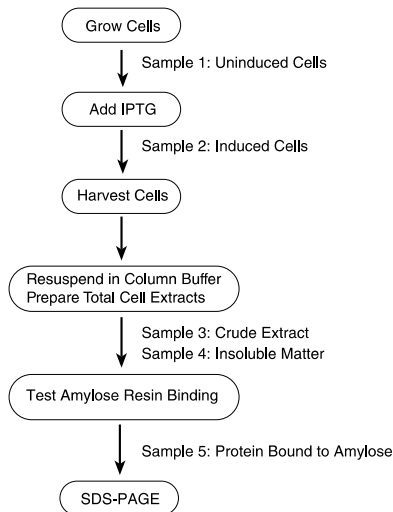 Grow Cells
Sample 1: Uninduced Cells
Add IPTG
Sample 2: Induced Cells
Harvest Cells
Resuspend in Column Buffer
Prepare Total Cell Extracts
Sample 3: Crude Extract
Sample 4: Insoluble Matter
Test Amylose Resin Binding
Sample 5: Protein Bound to Amylose
SDS-PAGE